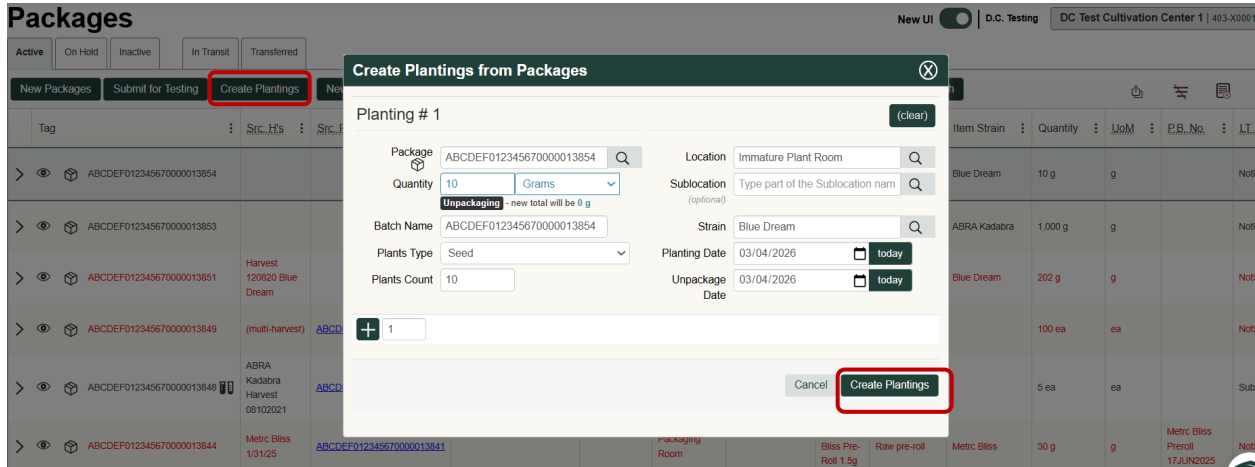 Packages
New UI D.C. Testing DC Test Cultivation Center 1 | 403-X0001
Active On Hold Inactive In Transit Transferred
New Packages Submit for Testing Create Plantings
Tag Src. H's Item Strain Quantity UoM P.B. No.
ABCDEF012345670000013854 Blue Dream 10 g g
ABCDEF012345670000013853 ABRA Kadabra 1,000 g g
ABCDEF012345670000013851 Harvest 120820 Blue Dream Blue Dream 202 g g
ABCDEF012345670000013849 (multi-harvest) 100 ea ea
ABCDEF012345670000013848 ABRA Kadabra Harvest 08102021 5 ea ea
ABCDEF012345670000013844 Metrc Bliss 1/31/25 ABCDEF012345670000013841 Packaging Room Bliss Pre-Roll 1.5g Raw pre-roll Metrc Bliss 30 g g Metrc Bliss Preroll 17JUN2025
Create Plantings from Packages
Planting # 1 (clear)
Package ABCDEF012345670000013854 Location Immature Plant Room
Quantity 10 Grams Sublocation Type part of the Sublocation nam
(optional)
Unpackaging - new total will be 0 g
Batch Name ABCDEF012345670000013854 Strain Blue Dream
Plants Type Seed Planting Date 03/04/2026 today
Plants Count 10 Unpackage Date 03/04/2026 today
1
Cancel Create Plantings